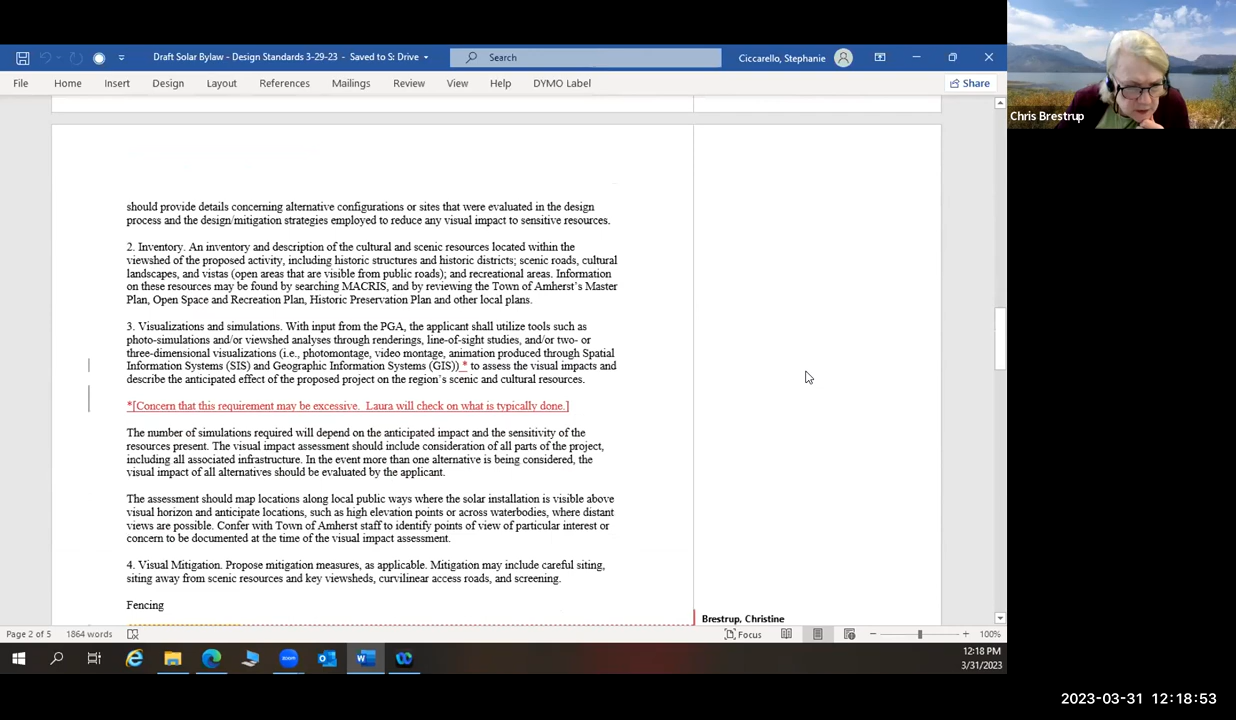 Draft Solar Bylaw - Design Standards 3-29-23 - Saved to S: Drive
Search
Ciccarello, Stephanie
File Home Insert Draw Design Layout References Mailings Review View Help DYMO Label
Share
Chris Brestrup
should provide details concerning alternative configurations or sites that were evaluated in the design
process and the design/mitigation strategies employed to reduce any visual impact to sensitive resources.
2. Inventory. An inventory and description of the cultural and scenic resources located within the
viewshed of the proposed activity, including historic structures and historic districts; scenic roads, cultural
landscapes, and vistas (open areas that are visible from public roads); and recreational areas. Information
on these resources may be found by searching MACRIS, and by reviewing the Town of Amherst's Master
Plan, Open Space and Recreation Plan, Historic Preservation Plan and other local plans.
3. Visualizations and simulations. With input from the PGA, the applicant shall utilize tools such as
photo-simulations and/or viewshed analyses through renderings, line-of-sight studies, and/or two- or
three-dimensional visualizations (i.e., photomontage, video montage, animation produced through Spatial
Information Systems (SIS) and Geographic Information Systems (GIS)) * to assess the visual impacts and
describe the anticipated effect of the proposed project on the region's scenic and cultural resources.
*[Concern that this requirement may be excessive. Laura will check on what is typically done.]
The number of simulations required will depend on the anticipated impact and the sensitivity of the
resources present. The visual impact assessment should include consideration of all parts of the project,
including all associated infrastructure. In the event more than one alternative is being considered, the
visual impact of all alternatives should be evaluated by the applicant.
The assessment should map locations along local public ways where the solar installation is visible above
visual horizon and anticipate locations, such as high elevation points or across waterbodies, where distant
views are possible. Confer with Town of Amherst staff to identify points of view of particular interest or
concern to be documented at the time of the visual impact assessment.
4. Visual Mitigation. Propose mitigation measures, as applicable. Mitigation may include careful siting,
siting away from scenic resources and key viewsheds, curvilinear access roads, and screening.
Fencing
Brestrup, Christine
Page 2 of 5 1864 words
Focus
100%
12:18 PM
3/31/2023
2023-03-31 12:18:53